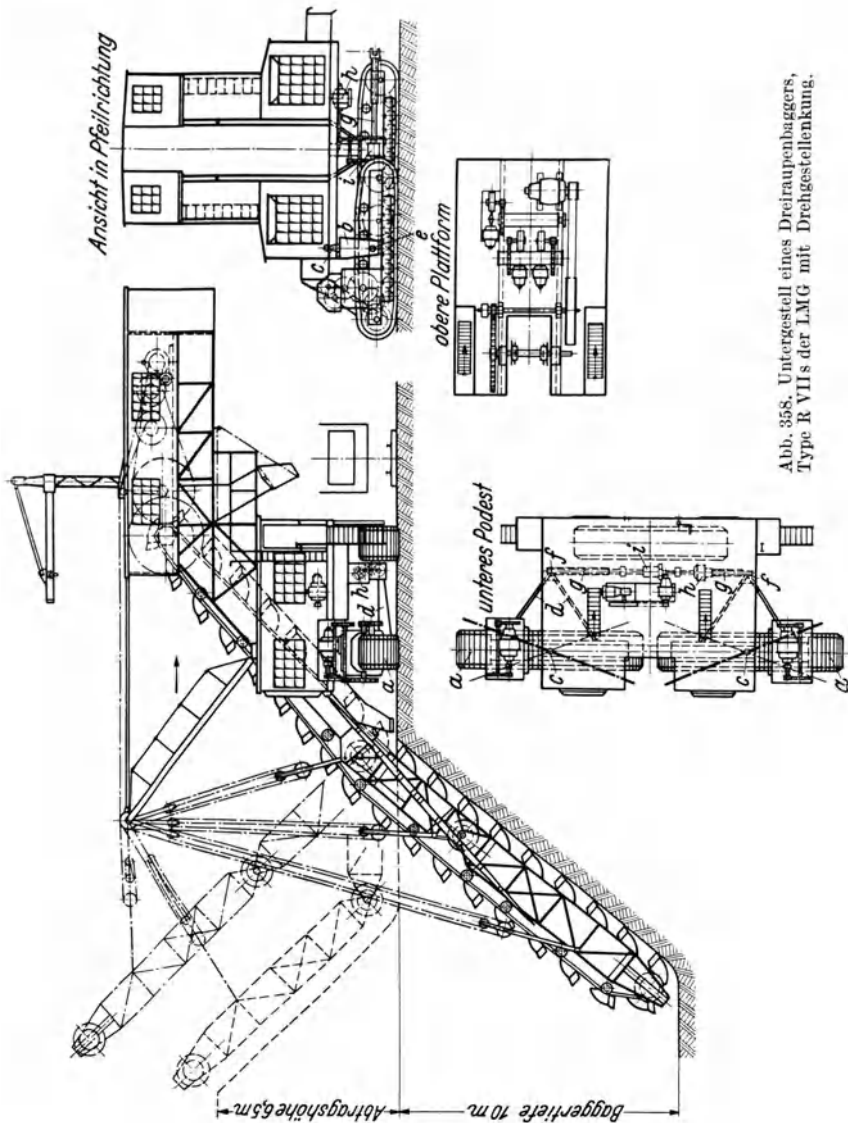 Ansicht in Pfeilrichtung
c
b
i
g
h
e
obere Plattform
a
d
h
Abtragshöhe 6,5 m
Baggertiefe 10 m
unteres Podest
a
c
d
f
g
i
h
g
f
c
a
Abb. 358. Untergestell eines Dreiraupenbaggers,
Type R VIIs der LMG mit Drehgestellenkung.